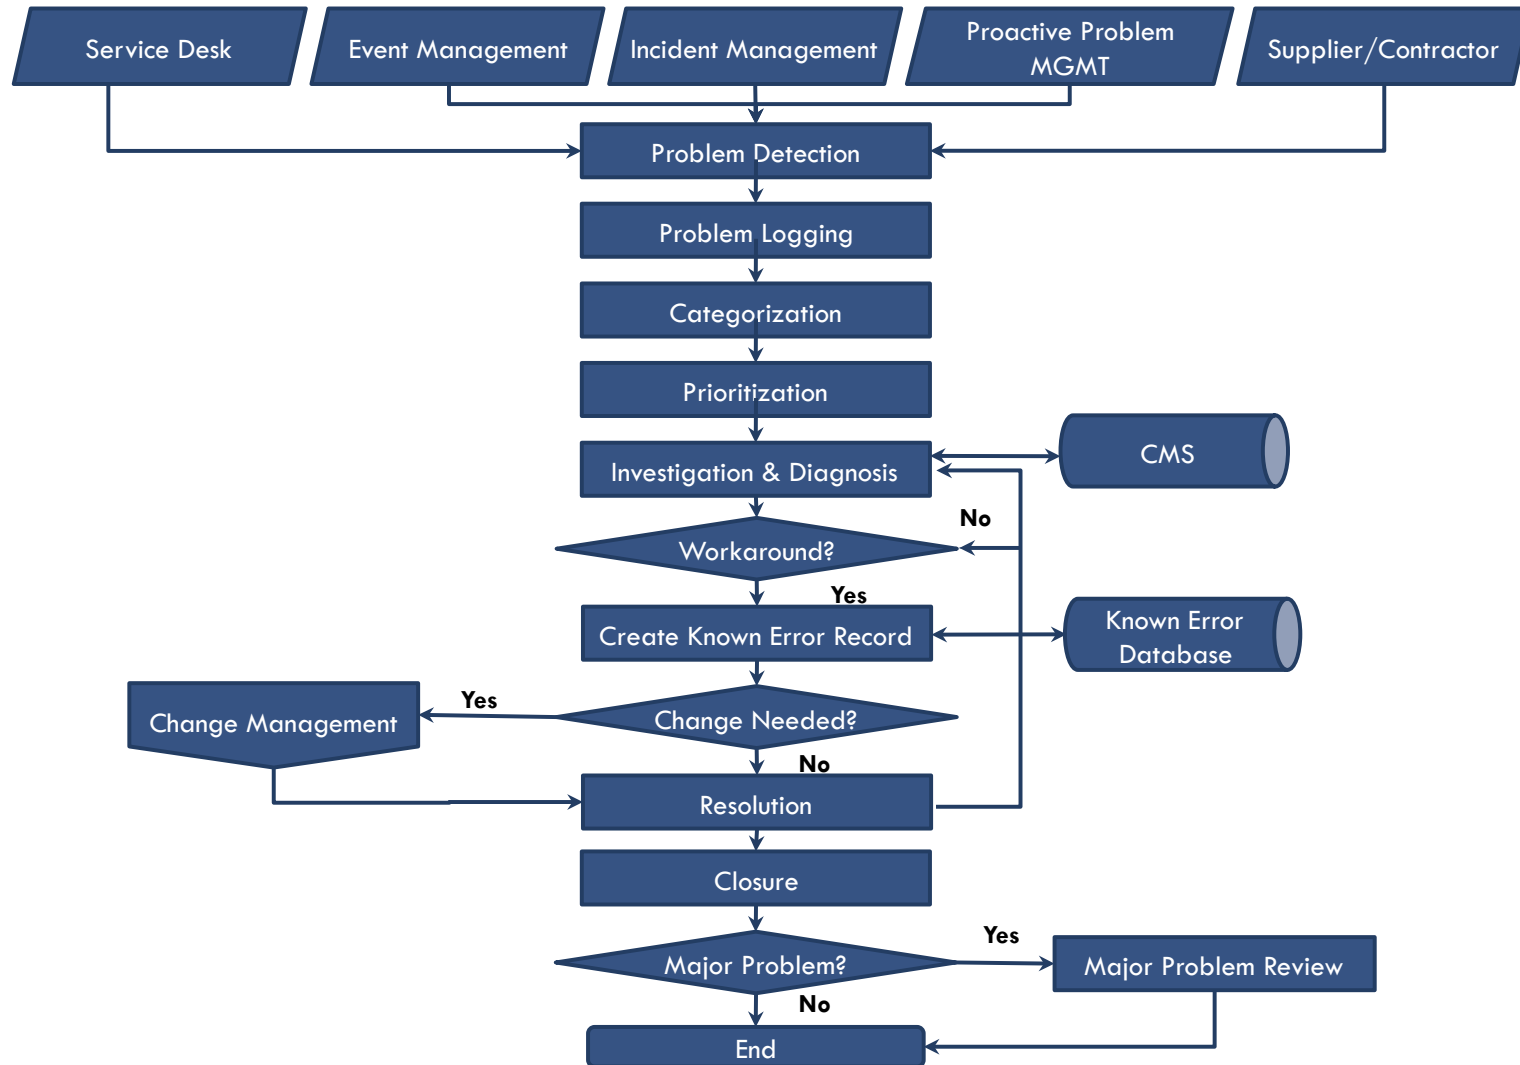 Service Desk
Event Management
Incident Management
Proactive Problem
MGMT
Supplier/Contractor
Problem Detection
Problem Logging
Categorization
Prioritization
Investigation & Diagnosis
CMS
No
Workaround?
Yes
Create Known Error Record
Known Error
Database
Yes
Change Management
Change Needed?
No
Resolution
Closure
Yes
Major Problem?
Major Problem Review
No
End